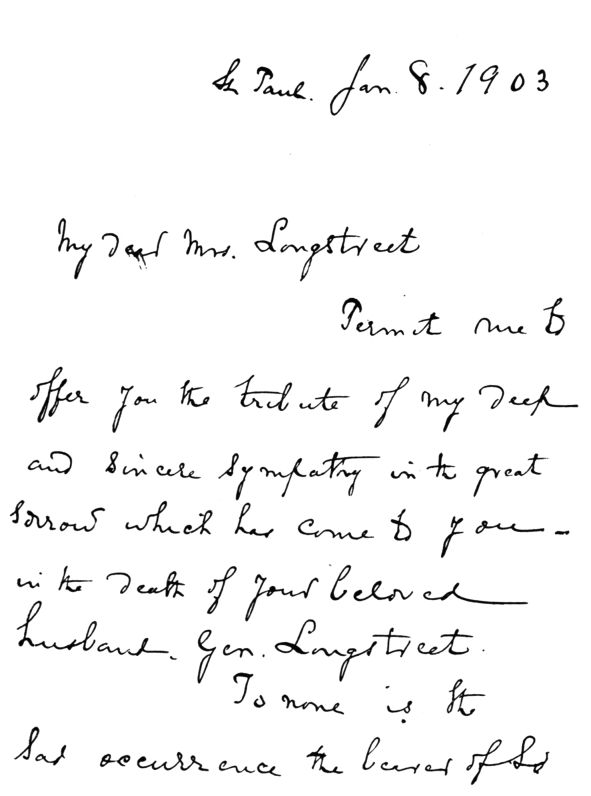 St Paul. Jan. 8. 1903
My dear Mrs. Longstreet
Permit me to
offer you the tribute of my deep
and sincere sympathy in the great
sorrow which has come to you -
in the death of your beloved
husband. Gen. Longstreet.
To none is the
sad occurrence the bearer of so